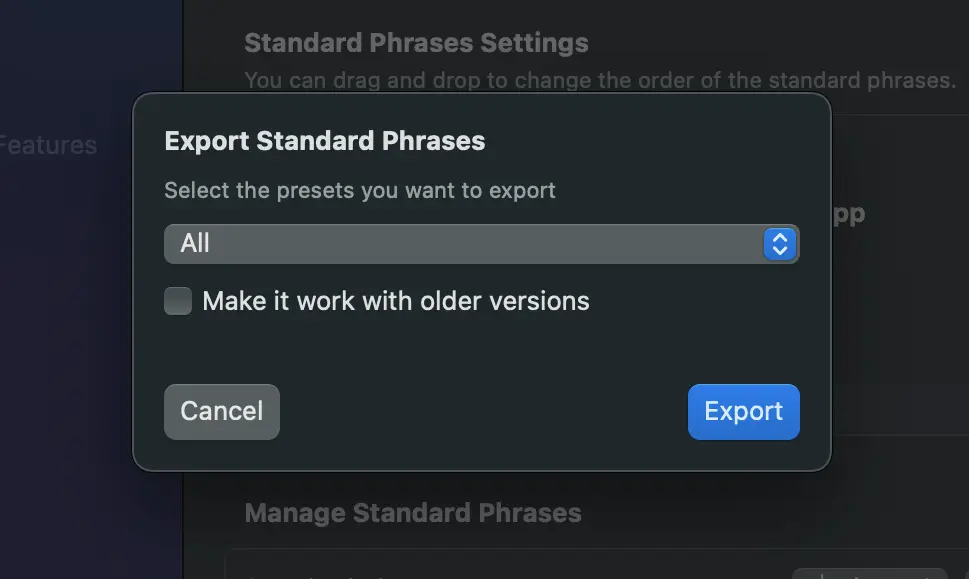 Standard Phrases Settings
You can drag and drop to change the order of the standard phrases.
Export Standard Phrases
Features
Select the presets you want to export
pp
All
Make it work with older versions
Cancel
Export
Manage Standard Phrases